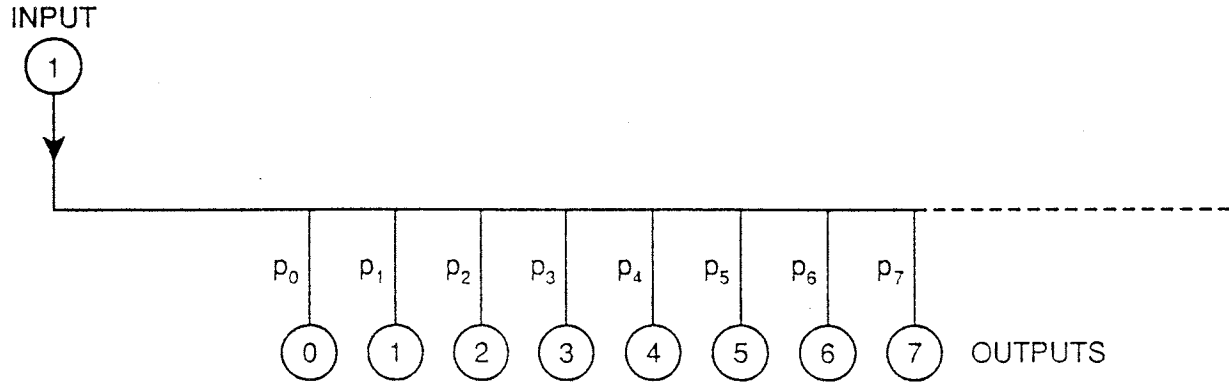 INPUT
1
p₀ p₁ p₂ p₃ p₄ p₅ p₆ p₇
0 1 2 3 4 5 6 7 OUTPUTS